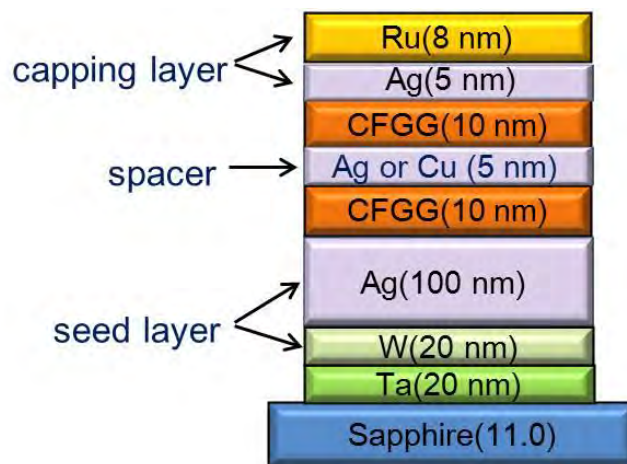 Ru(8 nm)
capping layer
Ag(5 nm)
CFGG(10 nm)
spacer
Ag or Cu (5 nm)
CFGG(10 nm)
Ag(100 nm)
seed layer
W(20 nm)
Ta(20 nm)
Sapphire(11.0)